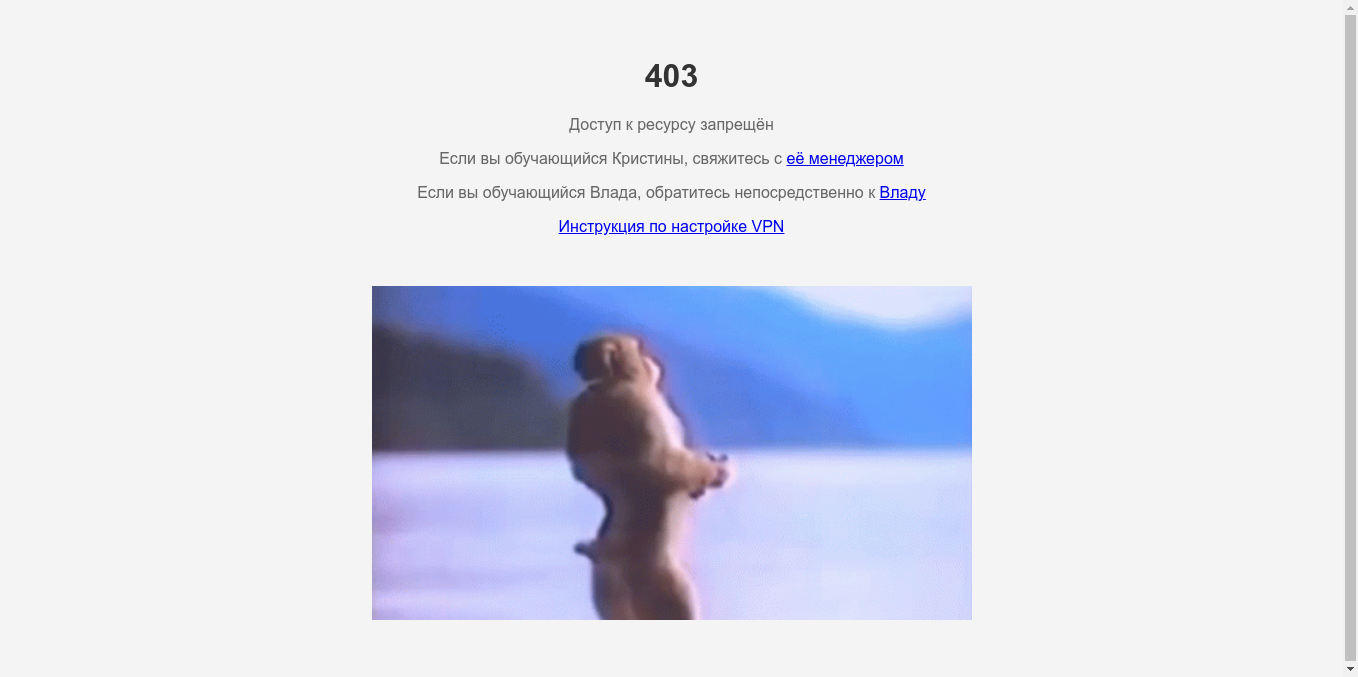 403
Доступ к ресурсу запрещён
Если вы обучающийся Кристины, свяжитесь с её менеджером
Если вы обучающийся Влада, обратитесь непосредственно к Владу
Инструкция по настройке VPN